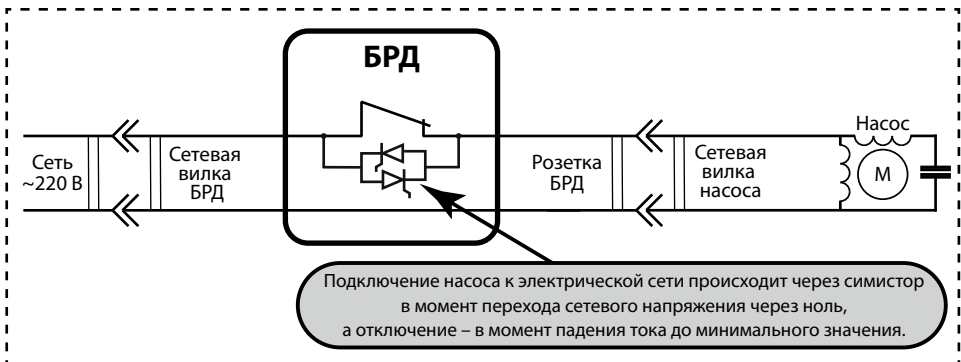 БРД
Сеть
~220 В
Сетевая
вилка
БРД
Розетка
БРД
Сетевая
вилка
насоса
Насос
М
Подключение насоса к электрической сети происходит через симистор
в момент перехода сетевого напряжения через ноль,
а отключение – в момент падения тока до минимального значения.